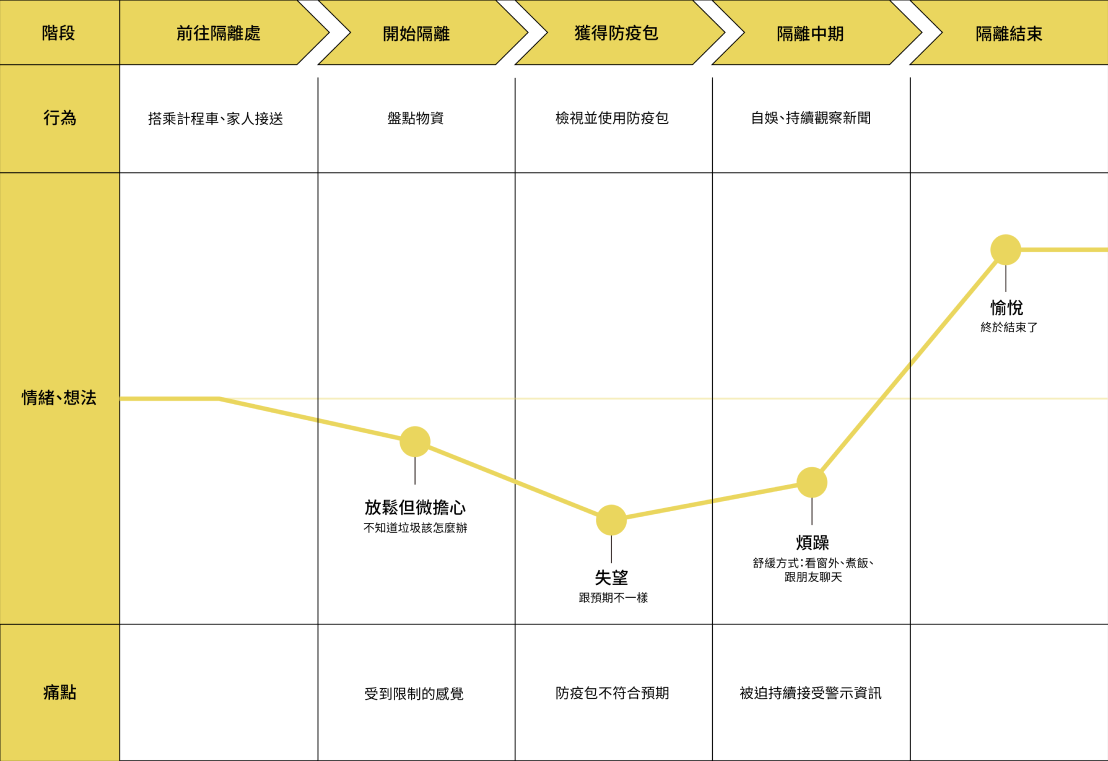 階段
前往隔離處
開始隔離
獲得防疫包
隔離中期
隔離結束
行為
搭乘計程車、家人接送
盤點物資
檢視並使用防疫包
自娛、持續觀察新聞
情緒、想法
放鬆但微擔心
不知道垃圾該怎麼辦
失望
跟預期不一樣
煩躁
舒緩方式：看窗外、煮飯、
跟朋友聊天
愉悅
終於結束了
痛點
受到限制的感覺
防疫包不符合預期
被迫持續接受警示資訊